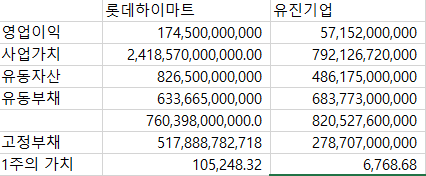 롯데하이마트 유진기업
영업이익 174,500,000,000 57,152,000,000
사업가치 2,418,570,000,000.00 792,126,720,000
유동자산 826,500,000,000 486,175,000,000
유동부채 633,665,000,000 683,773,000,000
760,398,000,000.0 820,527,600,000
고정부채 517,888,782,718 278,707,000,000
1주의 가치 105,248.32 6,768.68